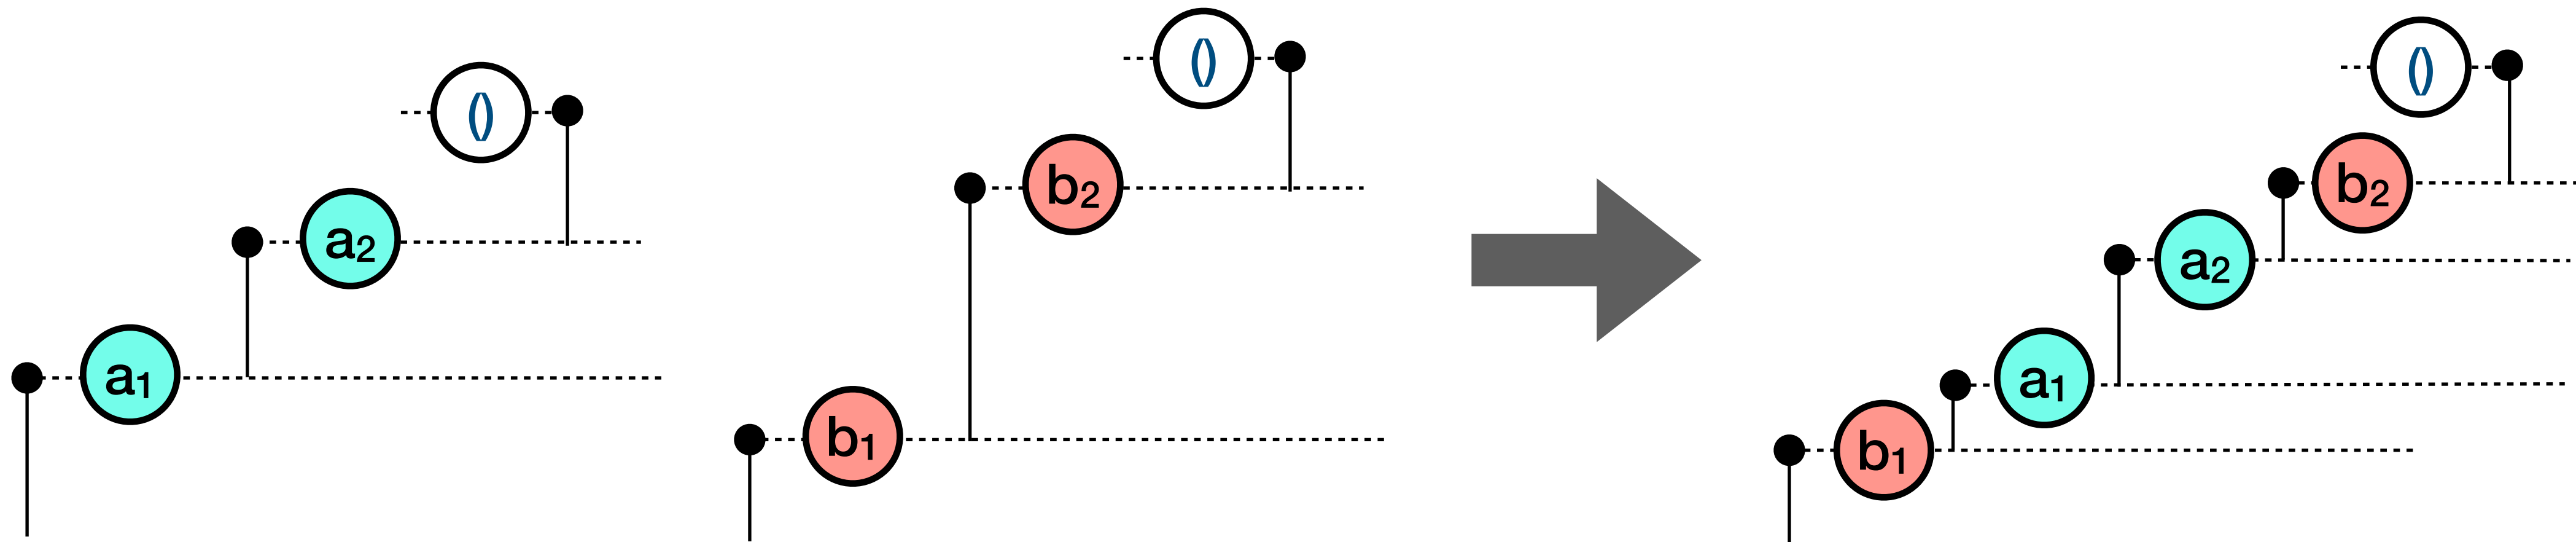 ()
a₂
a₁
()
b₂
b₁
()
b₂
a₂
a₁
b₁